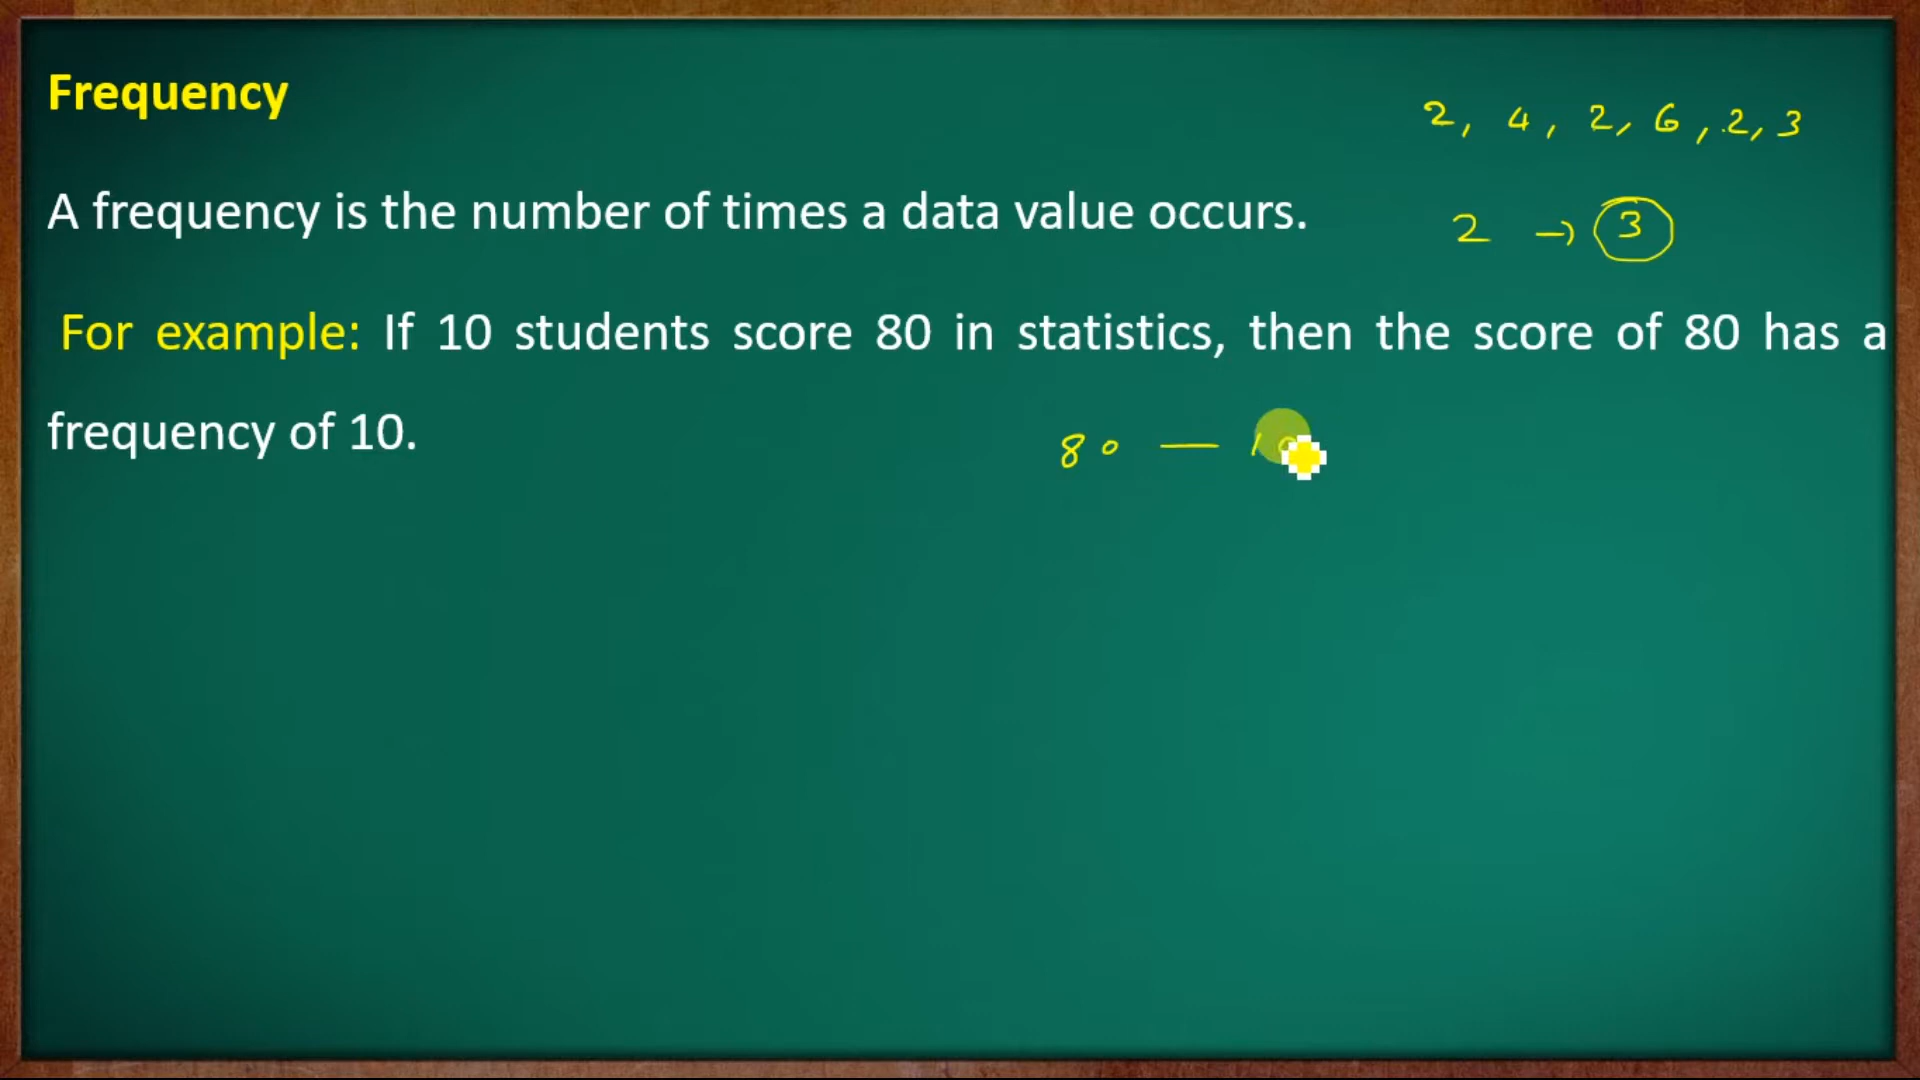 Frequency
2, 4, 2, 6, 2, 3
A frequency is the number of times a data value occurs.
2 → 3
For example: If 10 students score 80 in statistics, then the score of 80 has a
frequency of 10.
80 — 10